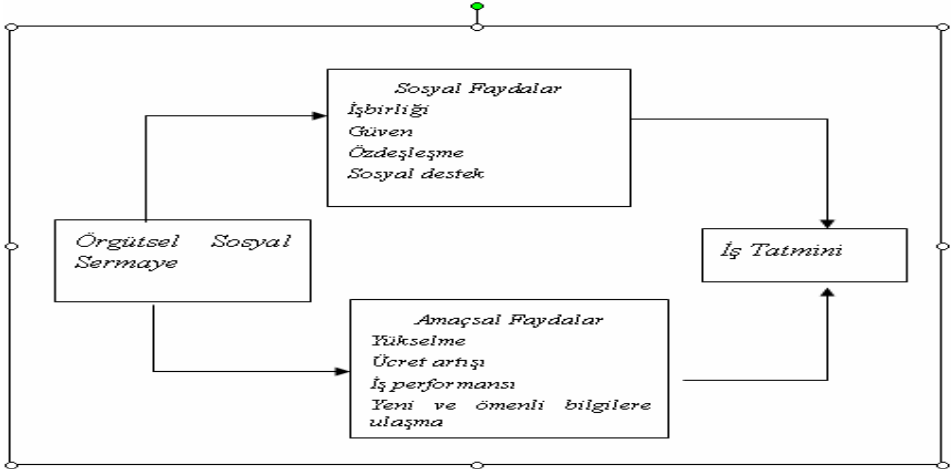 Sosyal Faydalar
İşbirliği
Güven
Özdeşleşme
Sosyal destek
Örgütsel Sosyal
Sermaye
İş Tatmini
Amaçsal Faydalar
Yükselme
Ücret artışı
İş performansı
Yeni ve ömenli bilgilere
ulaşma